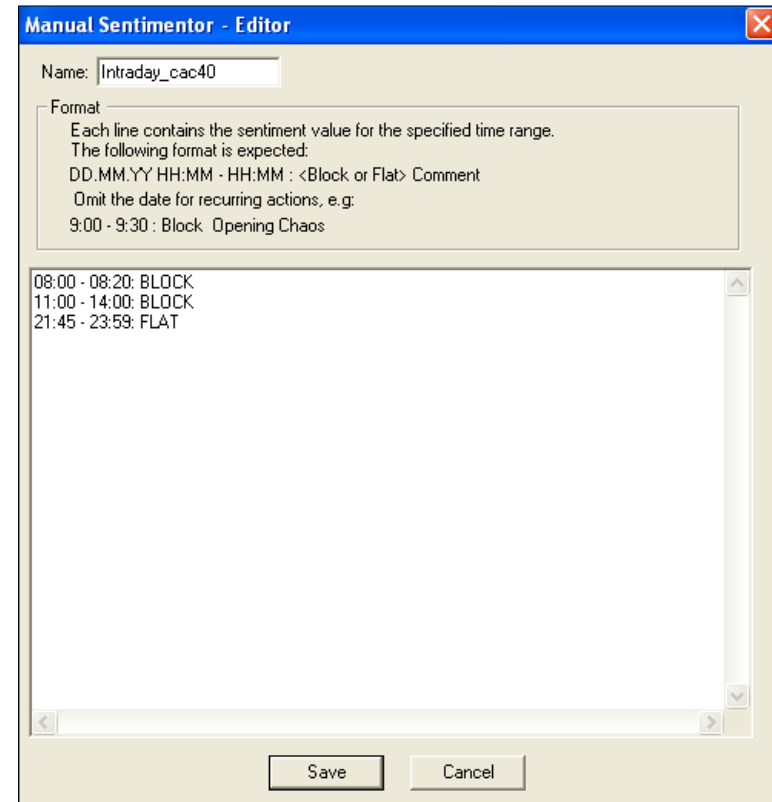 Manual Sentimentor - Editor
Name: Intraday_cac40
Format
Each line contains the sentiment value for the specified time range.
The following format is expected:
DD.MM.YY HH:MM - HH:MM : <Block or Flat> Comment
Omit the date for recurring actions, e.g:
9:00 - 9:30 : Block  Opening Chaos
08:00 - 08:20: BLOCK
11:00 - 14:00: BLOCK
21:45 - 23:59: FLAT
Save
Cancel